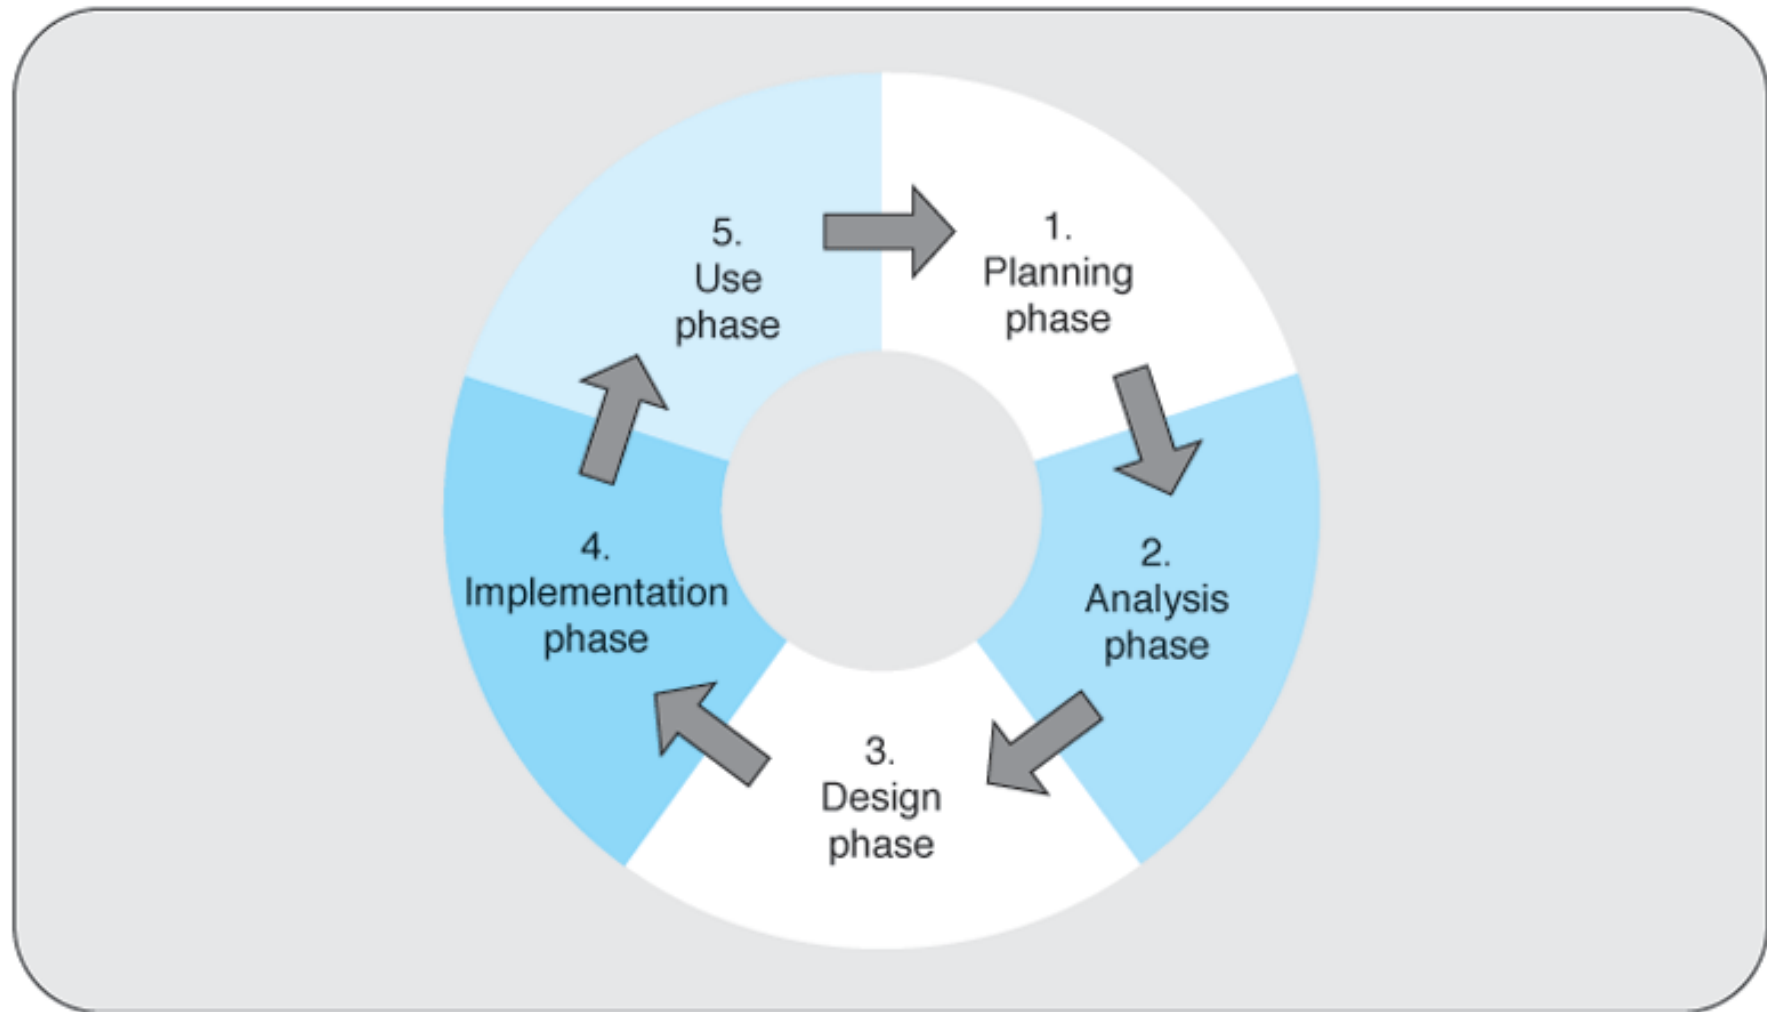 1.
Planning
phase
2.
Analysis
phase
3.
Design
phase
4.
Implementation
phase
5.
Use
phase